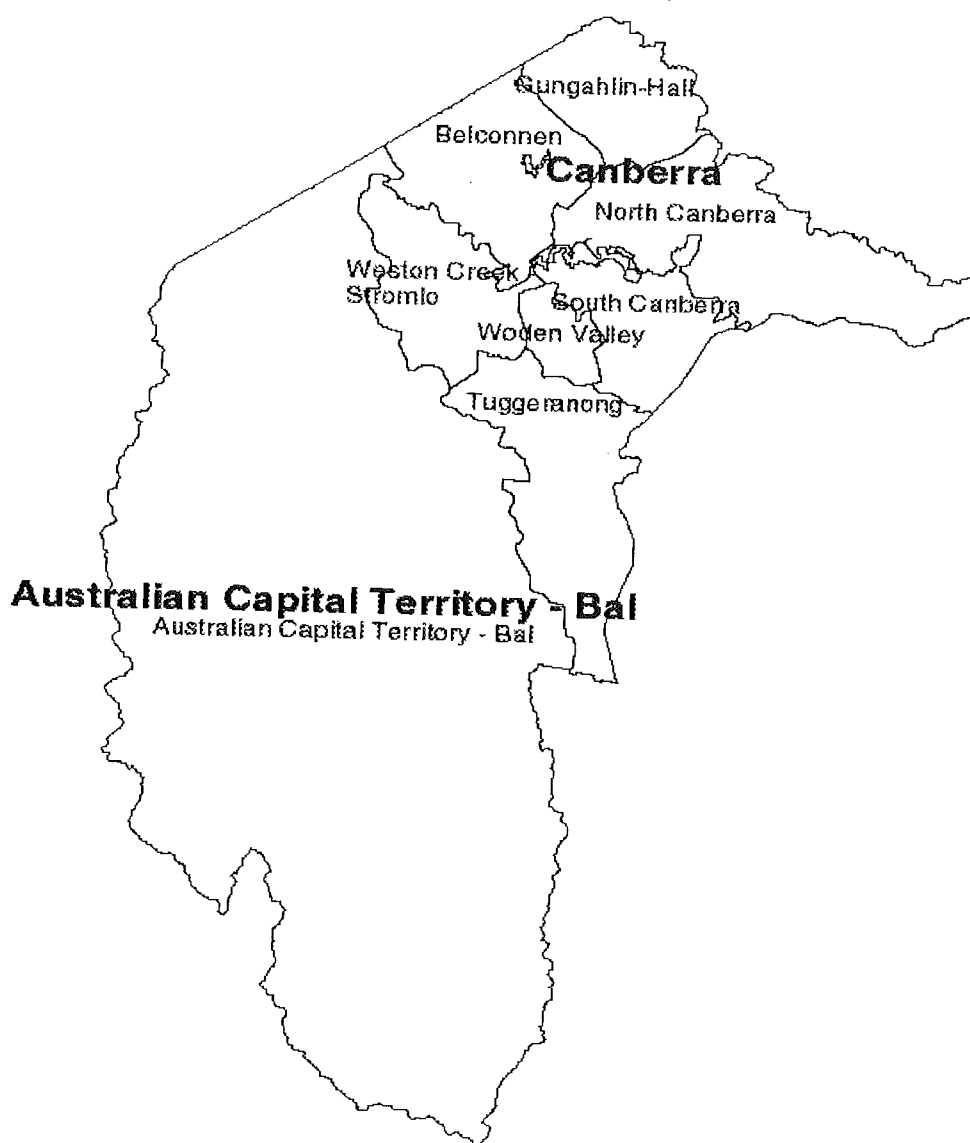 Gungahlin-Hall
Belconnen
Canberra
North Canberra
Weston Creek
Stromlo
South Canberra
Woden Valley
Tuggeranong
Australian Capital Territory - Bal
Australian Capital Territory - Bal